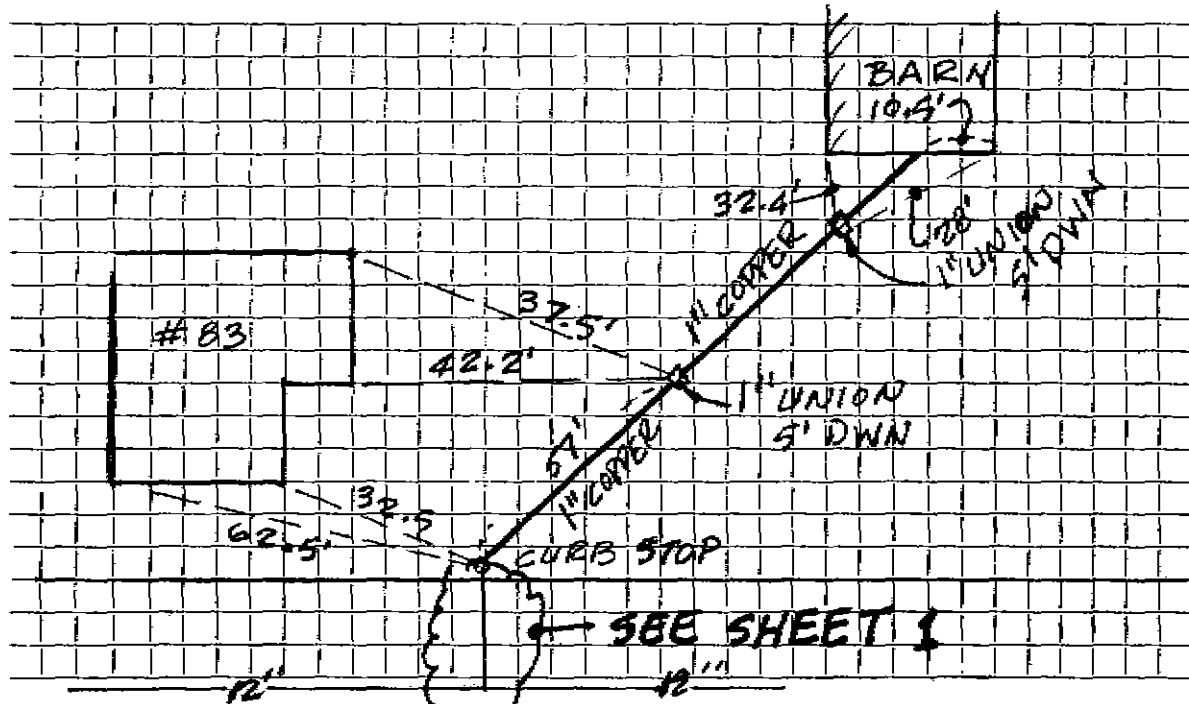 BARN
10.5'
32.4'
28'
1" UNION
5' DWN
1" COPPER
37.5'
# 83
42.2'
1" UNION
5' DWN
57'
1" COPPER
32.5
62.5'
CURB STOP
SEE SHEET 1
12"
12"